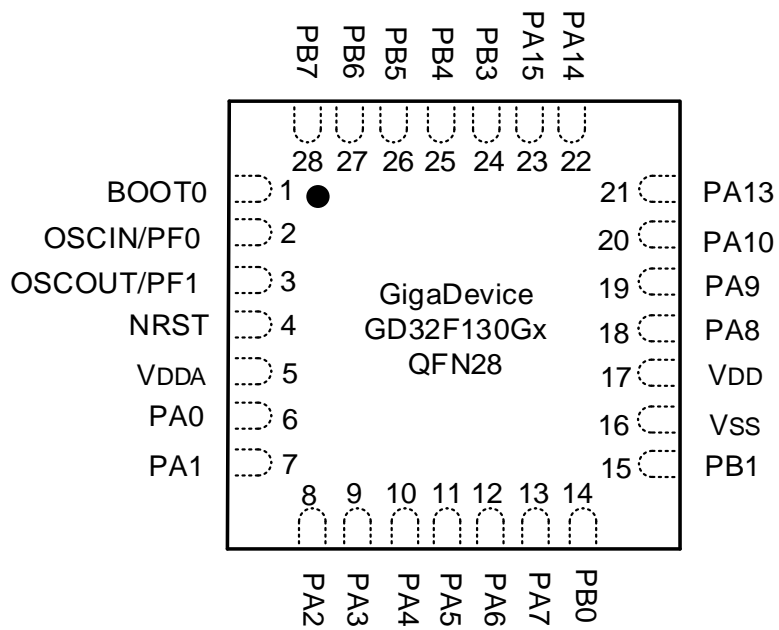 PB7 PB6 PB5 PB4 PB3 PA15 PA14
28 27 26 25 24 23 22
BOOT0 1
OSCIN/PF0 2
OSCOUT/PF1 3
NRST 4
VDDA 5
PA0 6
PA1 7
GigaDevice
GD32F130Gx
QFN28
21 PA13
20 PA10
19 PA9
18 PA8
17 VDD
16 VSS
15 PB1
8 9 10 11 12 13 14
PA2 PA3 PA4 PA5 PA6 PA7 PB0